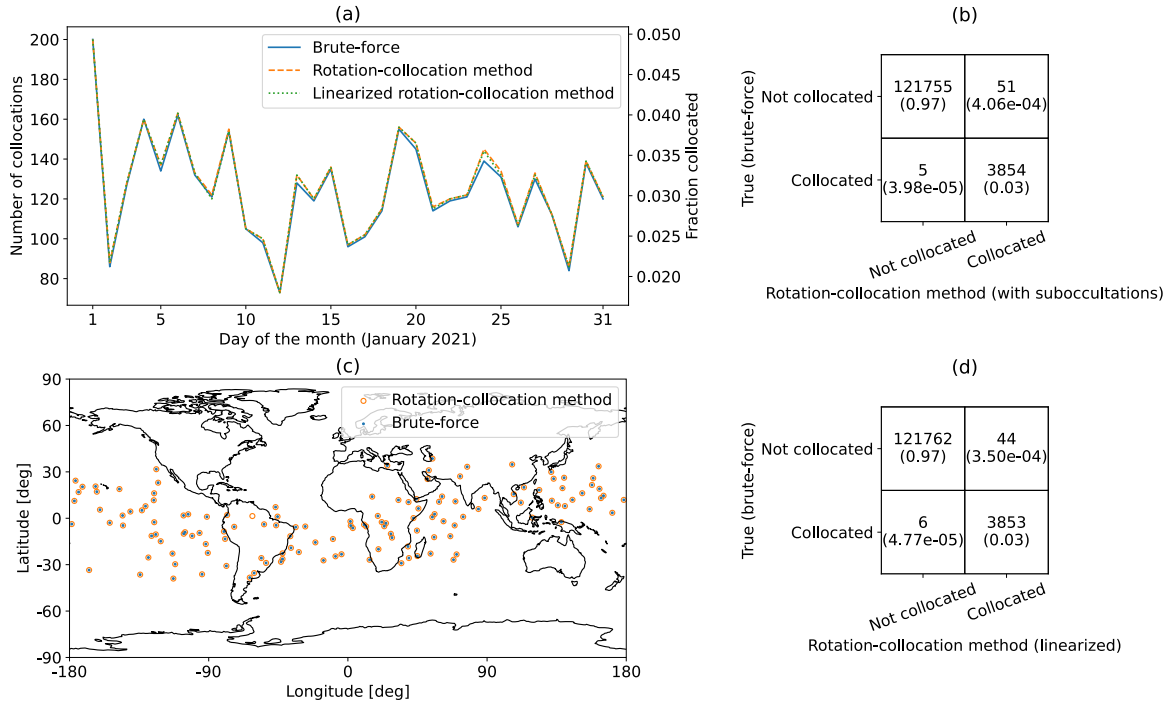 (a)
Number of collocations
200
180
160
140
120
100
80
Brute-force
Rotation-collocation method
Linearized rotation-collocation method
0.050
0.045
0.040
0.035
0.030
0.025
0.020
Fraction collocated
1
5
10
15
20
25
31
Day of the month (January 2021)
(b)
True (brute-force)
Not collocated
Collocated
121755
(0.97)
51
(4.06e-04)
5
(3.98e-05)
3854
(0.03)
Not collocated
Collocated
Rotation-collocation method (with suboccultations)
(c)
Latitude [deg]
90
60
30
0
-30
-60
-90
Rotation-collocation method
Brute-force
-180
-90
0
90
180
Longitude [deg]
(d)
True (brute-force)
Not collocated
Collocated
121762
(0.97)
44
(3.50e-04)
6
(4.77e-05)
3853
(0.03)
Not collocated
Collocated
Rotation-collocation method (linearized)